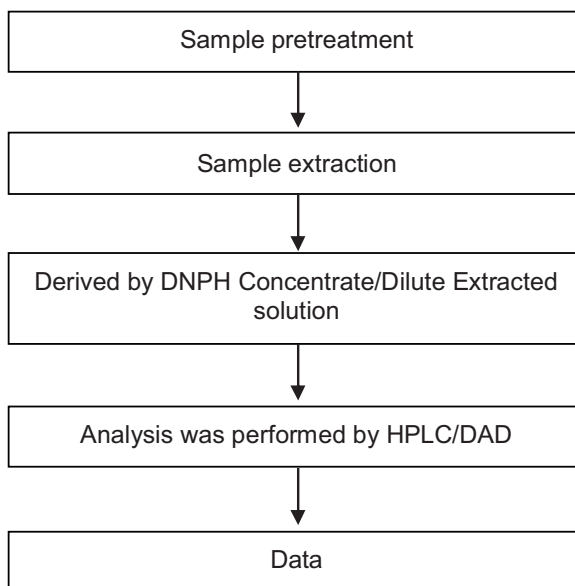 Sample pretreatment
Sample extraction
Derived by DNPH Concentrate/Dilute Extracted
solution
Analysis was performed by HPLC/DAD
Data